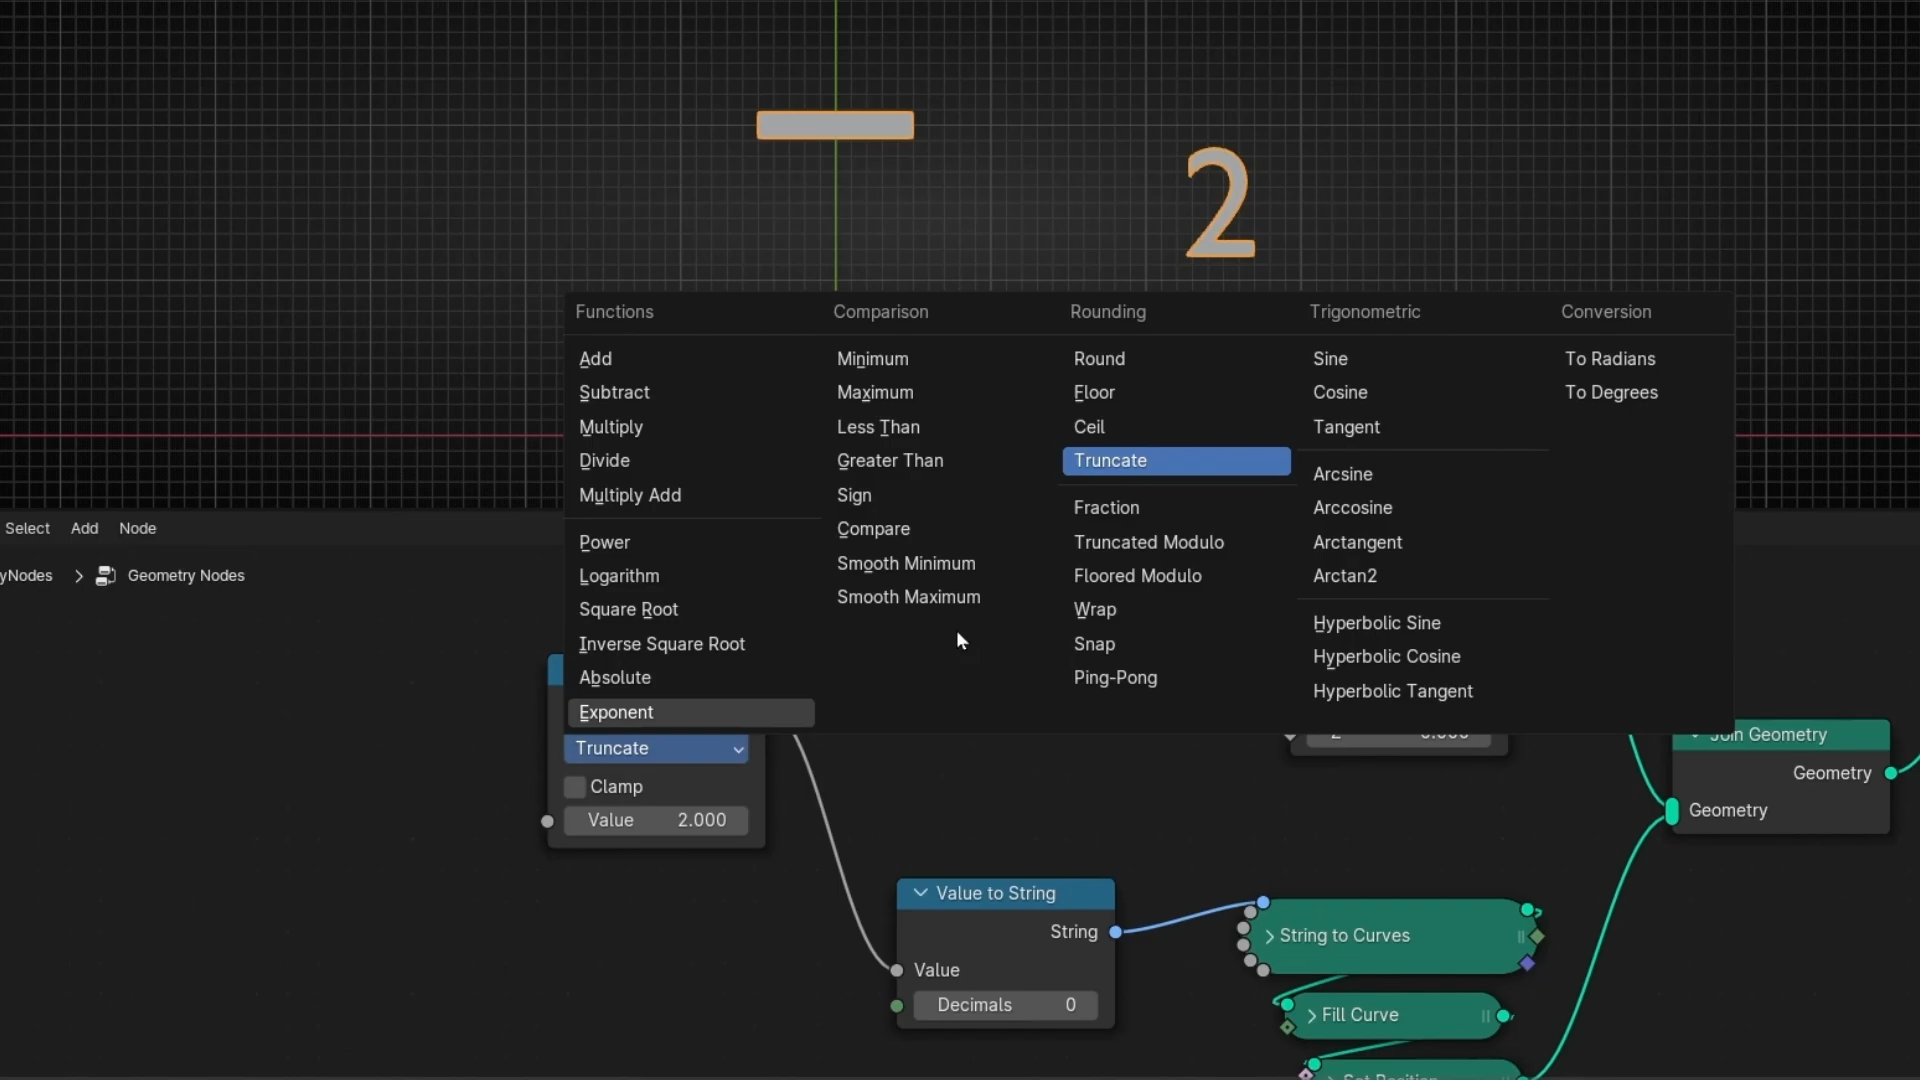 2
Functions
Add
Subtract
Multiply
Divide
Multiply Add
Power
Logarithm
Square Root
Inverse Square Root
Absolute
Exponent
Comparison
Minimum
Maximum
Less Than
Greater Than
Sign
Compare
Smooth Minimum
Smooth Maximum
Rounding
Round
Floor
Ceil
Truncate
Fraction
Truncated Modulo
Floored Modulo
Wrap
Snap
Ping-Pong
Trigonometric
Sine
Cosine
Tangent
Arcsine
Arccosine
Arctangent
Arctan2
Hyperbolic Sine
Hyperbolic Cosine
Hyperbolic Tangent
Conversion
To Radians
To Degrees
Select Add Node
yNodes > Geometry Nodes
Truncate
Clamp
Value 2.000
Value to String
String
Value
Decimals 0
String to Curves
Fill Curve
Set Position
Join Geometry
Geometry
Geometry